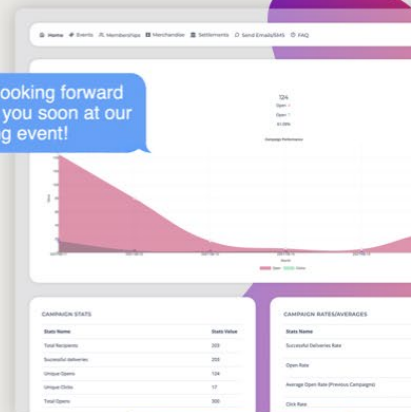 Home Events Memberships Merchandise Settlements Send Emails/SMS FAQ
ooking forward
you soon at our
g event!
124
Open
Open
Campaign Performance
Open
CAMPAIGN STATS
Stats Name Stats Value
Total Recipients 203
Successful deliveries 203
Unique Opens 124
Unique Clicks 17
Total Opens 300
CAMPAIGN RATES/AVERAGES
Stats Name
Successful Deliveries Rate
Open Rate
Average Open Rate (Previous Campaigns)
Click Rate